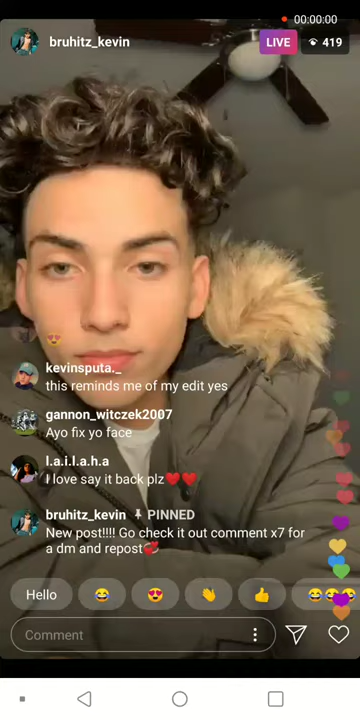 00:00:00
bruhitz_kevin
LIVE
419
kevinsputa._
this reminds me of my edit yes
gannon_witczek2007
Ayo fix yo face
l.a.i.l.a.h.a
I love say it back plz❤️❤️
bruhitz_kevin PINNED
New post!!!! Go check it out comment x7 for
a dm and repost💞
Hello
Comment